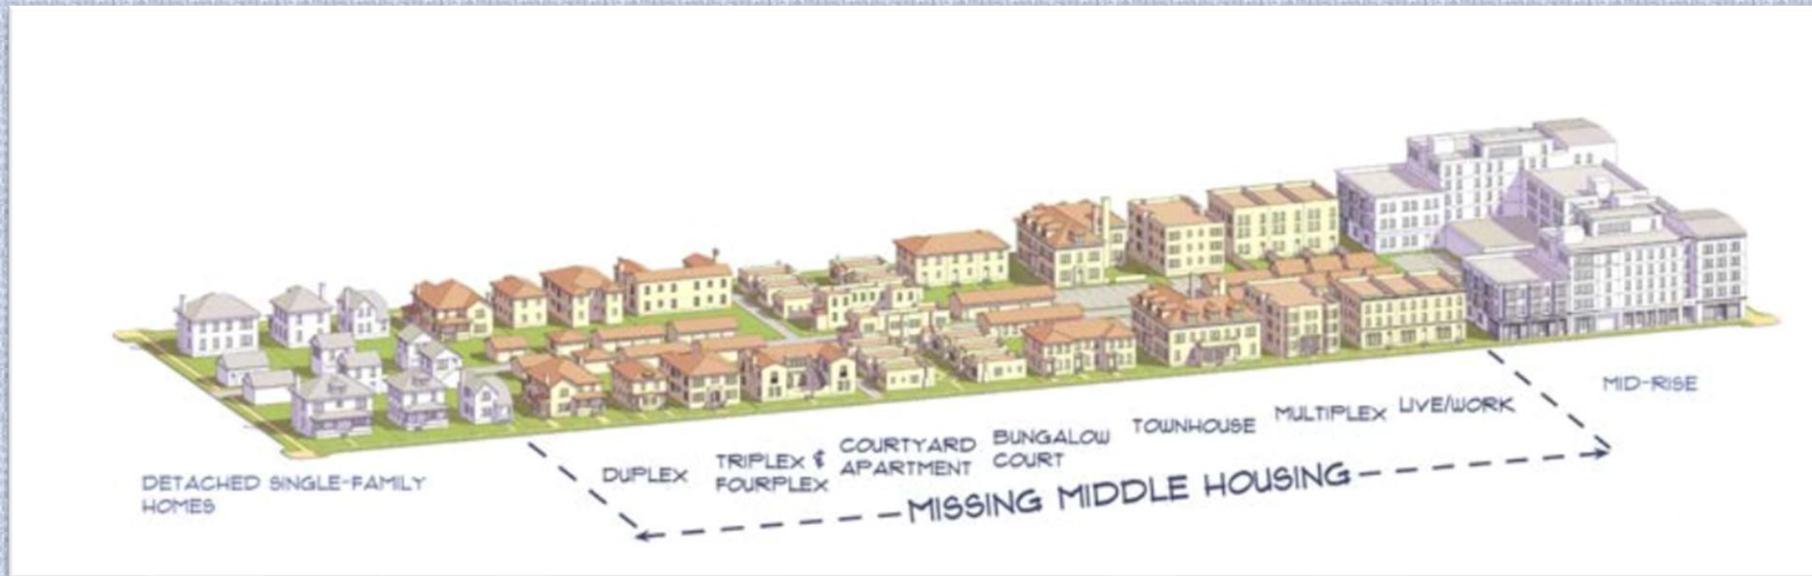 DETACHED SINGLE-FAMILY
HOMES
DUPLEX
TRIPLEX &
FOURPLEX
COURTYARD
APARTMENT
BUNGALOW
COURT
TOWNHOUSE
MULTIPLEX
LIVE/WORK
MID-RISE
MISSING MIDDLE HOUSING